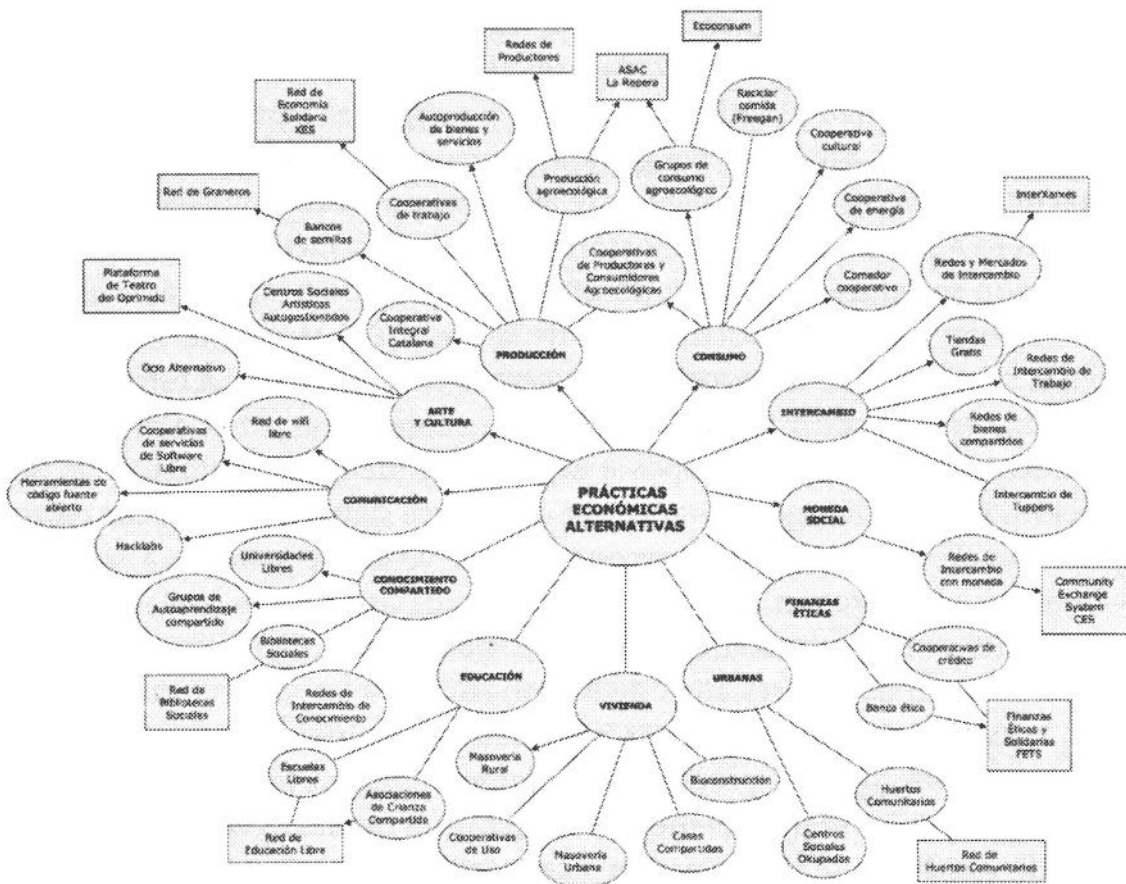 Ecoconsum
Redes de
Productores
ASAC
La Repera
Red de
Economía
Solidaria
XES
Autoproducción
de bienes y
servicios
Reciclar
comida
(Freegan)
Cooperativa
cultural
Producción
agroecológica
Grupos de
consumo
agroecológico
Red de Graneros
Cooperativas
de trabajo
Cooperativa
de energía
InterXarxes
Bancos
de semillas
Cooperativas
de Productores y
Consumidores
Agroecológicos
Redes y Mercados
de Intercambio
Plataforma
de Teatro
del Oprimido
Centros Sociales
Artísticos
Autogestionados
Comedor
cooperativo
Cooperativa
Integral
Catalana
PRODUCCIÓN
CONSUMO
Tiendas
Gratis
Ocio Alternativo
Redes de
Intercambio de
Trabajo
ARTE
Y CULTURA
INTERCAMBIO
Red de wifi
libre
Redes de
bienes
compartidos
Cooperativas
de servicios
de Software
Libre
Herramientas de
código fuente
abierto
COMUNICACIÓN
PRÁCTICAS
ECONÓMICAS
ALTERNATIVAS
Intercambio de
Tuppers
MONEDA
SOCIAL
Hacklabs
Universidades
Libres
CONOCIMIENTO
COMPARTIDO
Redes de
Intercambio
con moneda
Community
Exchange
System
CES
Grupos de
Autoaprendizaje
compartido
FINANZAS
ÉTICAS
Bibliotecas
Sociales
Cooperativas de
crédito
EDUCACIÓN
URBANAS
Red de
Bibliotecas
Sociales
Redes de
Intercambio de
Conocimiento
VIVIENDA
Banca ética
Finanzas
Éticas y
Solidarias
FETS
Escuelas
Libres
Masovería
Rural
Bioconstrucción
Asociaciones
de Crianza
Compartida
Huertos
Comunitarios
Red de
Educación Libre
Cooperativas
de Uso
Masovería
Urbana
Casas
Compartidas
Centros
Sociales
Okupados
Red de
Huertos Comunitarios